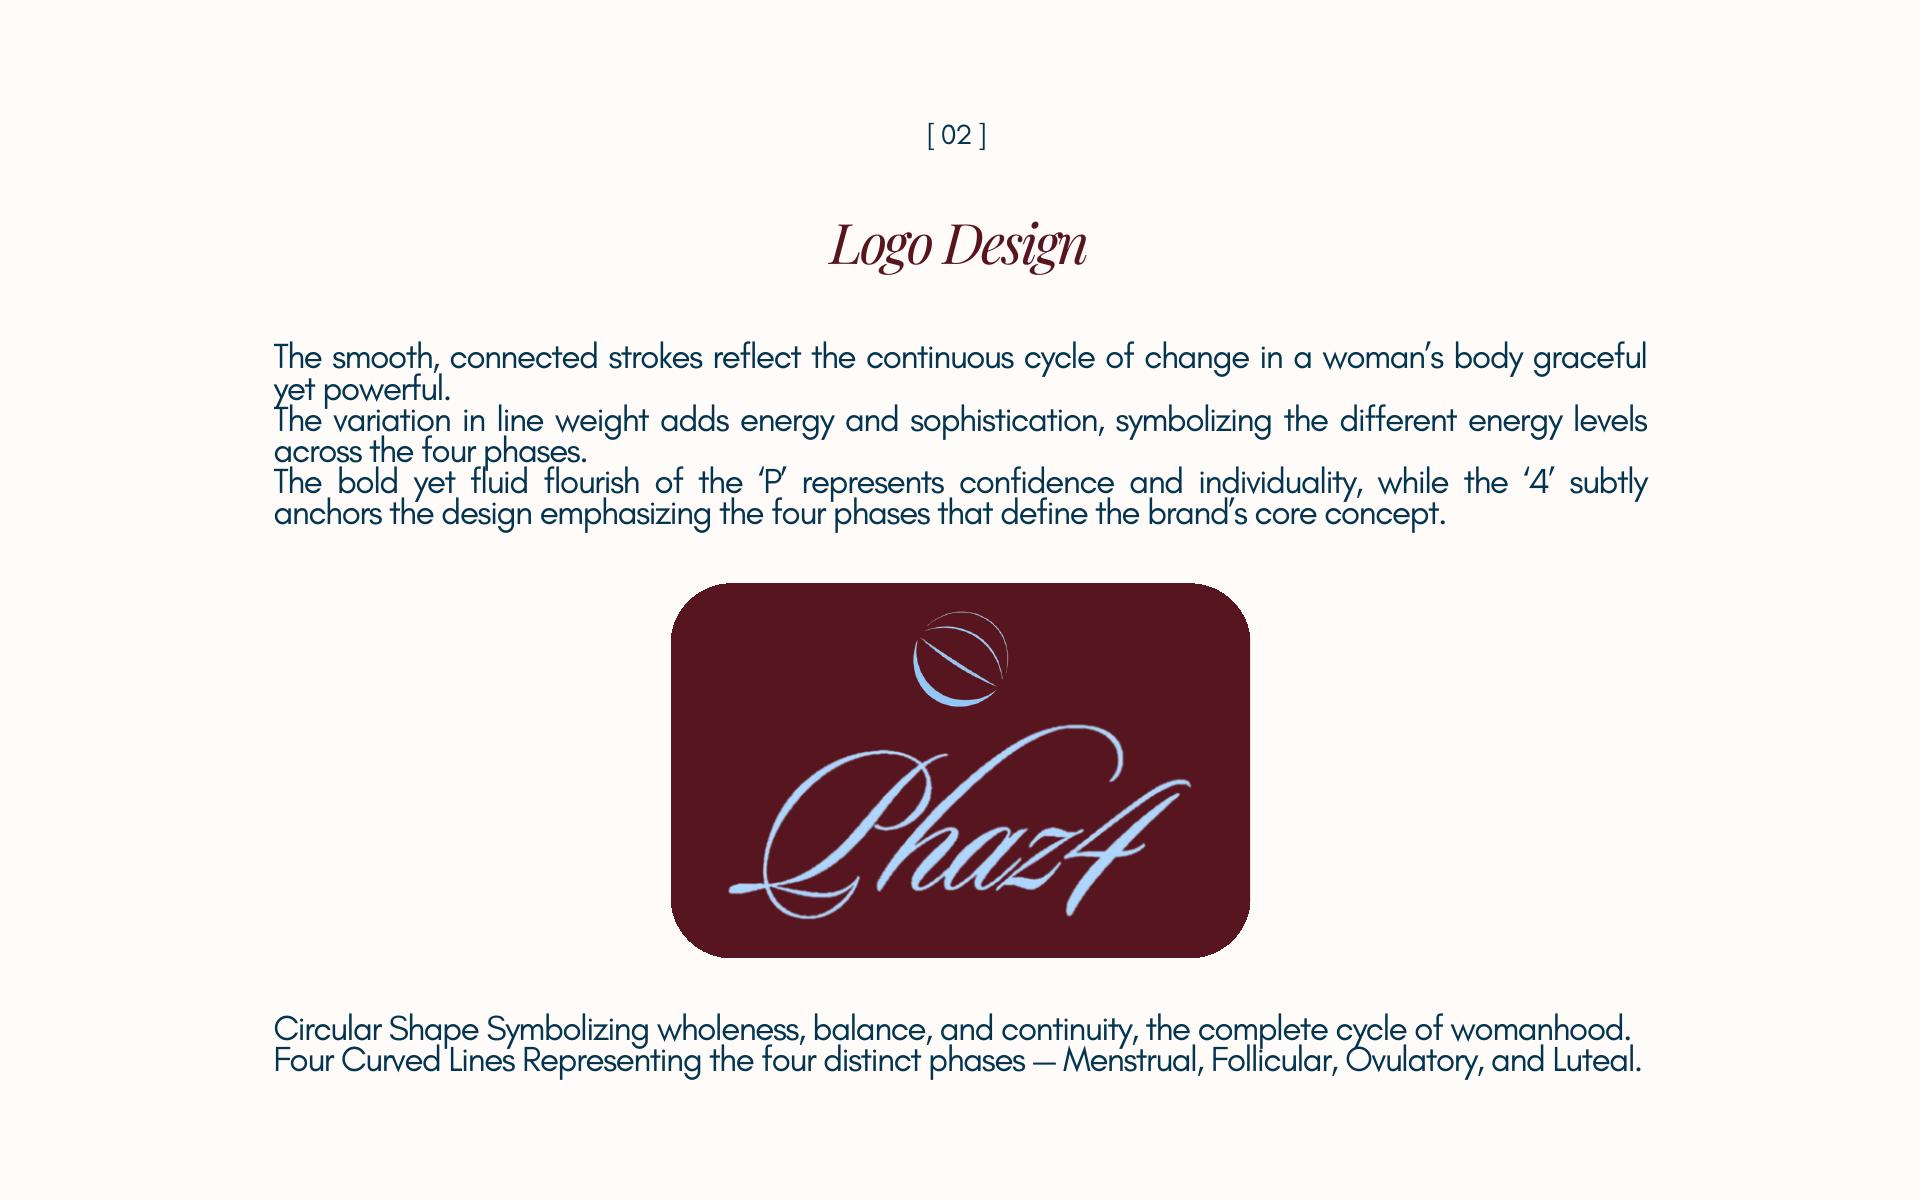 [ 02 ]
Logo Design
The smooth, connected strokes reflect the continuous cycle of change in a woman’s body graceful
yet powerful.
The variation in line weight adds energy and sophistication, symbolizing the different energy levels
across the four phases.
The bold yet fluid flourish of the ‘P’ represents confidence and individuality, while the ‘4’ subtly
anchors the design emphasizing the four phases that define the brand’s core concept.
Phaz4
Circular Shape Symbolizing wholeness, balance, and continuity, the complete cycle of womanhood.
Four Curved Lines Representing the four distinct phases — Menstrual, Follicular, Ovulatory, and Luteal.